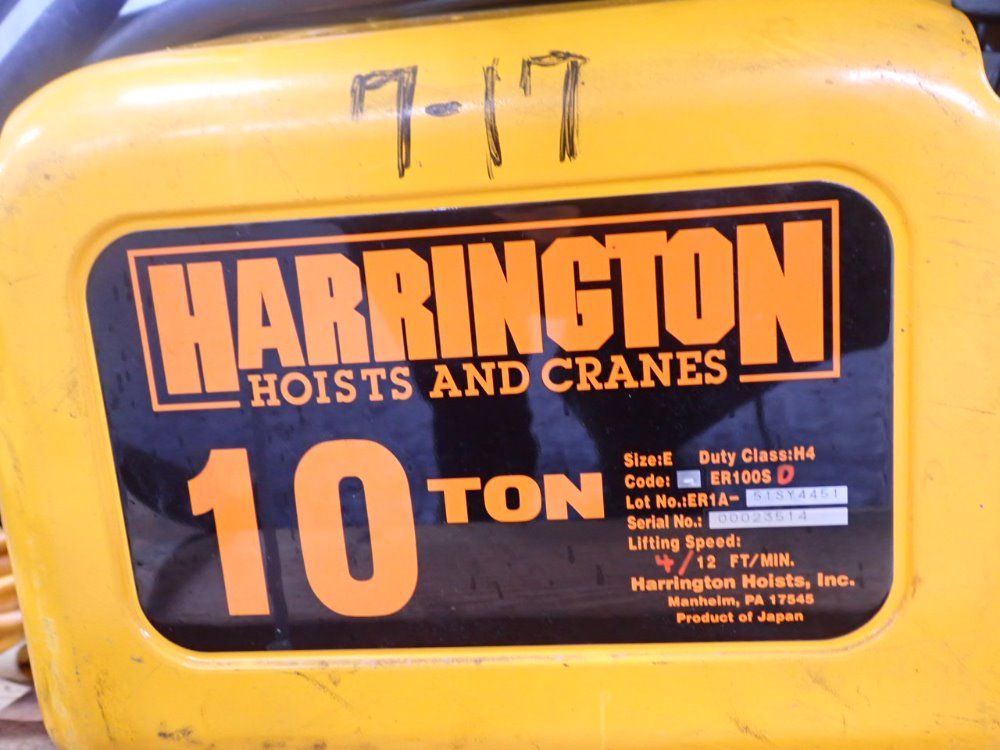 7-17
HARRINGTON
HOISTS AND CRANES
10 TON
Size:E Duty Class:H4
Code: - ER100S D
Lot No.:ER1A- 51SY4451
Serial No.: 00023514
Lifting Speed:
4/12 FT/MIN.
Harrington Hoists, Inc.
Manheim, PA 17545
Product of Japan